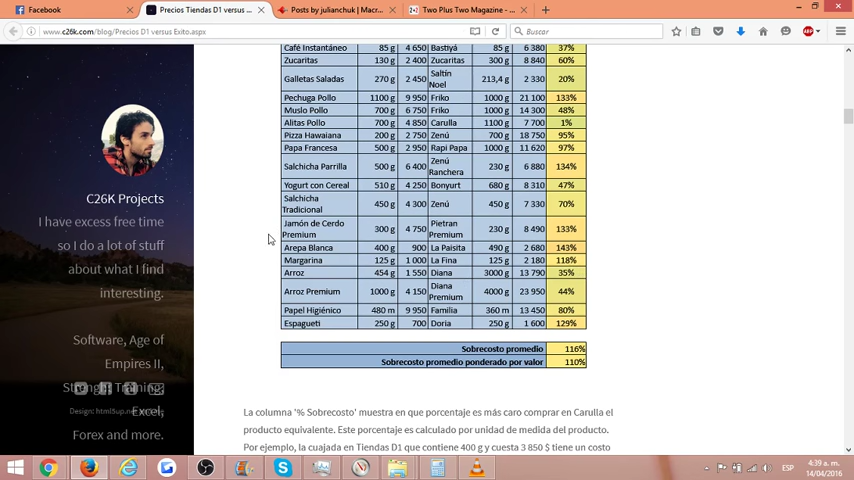 Facebook
Precios Tiendas D1 versus ...
Posts by julianchuk | Macr...
Two Plus Two Magazine - ...
www.c26k.com/blog/Precios D1 versus Exito.aspx
Buscar
ABP
C26K Projects
I have excess free time
so I do a lot of stuff
about what I find
interesting.
Software, Age of
Empires II,
Strength Training,
Excel,
Design: html5up.net
Forex and more.
Café Instantáneo 85 g 4 650 Bastiyá 85 g 6 380 37%
Zucaritas 130 g 2 400 Zucaritas 300 g 8 840 60%
Galletas Saladas 270 g 2 450 Saltín Noel 213,4 g 6 20%
Pechuga Pollo 1100 g 9 950 Friko 1000 g 21 100 133%
Muslo Pollo 700 g 6 750 Friko 1000 g 14 300 48%
Alitas Pollo 700 g 4 850 Carulla 1100 g 7 700 1%
Pizza Hawaiana 200 g 2 750 Zenú 700 g 18 750 95%
Papa Francesa 500 g 2 950 Rapi Papa 1000 g 11 620 97%
Salchicha Parrilla 500 g 6 400 Zenú Ranchera 230 g 6 880 134%
Yogurt con Cereal 510 g 4 250 Bonyurt 680 g 8 310 47%
Salchicha Tradicional 450 g 4 300 Zenú 450 g 7 330 70%
Jamón de Cerdo Premium 300 g 4 750 Pietran Premium 230 g 8 490 133%
Arepa Blanca 400 g 900 La Paisita 490 g 2 680 143%
Margarina 125 g 1 000 La Fina 125 g 2 180 118%
Arroz 454 g 1 550 Diana 3000 g 13 790 35%
Arroz Premium 1000 g 4 150 Diana Premium 4000 g 23 950 44%
Papel Higiénico 480 m 9 950 Familia 360 m 13 450 80%
Espagueti 250 g 700 Doria 250 g 1 600 129%
Sobrecosto promedio 116%
Sobrecosto promedio ponderado por valor 110%
La columna '% Sobrecosto' muestra en que porcentaje es más caro comprar en Carulla el
producto equivalente. Este porcentaje es calculado por unidad de medida del producto.
Por ejemplo, la cuajada en Tiendas D1 que contiene 400 g y cuesta 3 850 $ tiene un costo
ESP
4:39 a. m.
14/04/2016